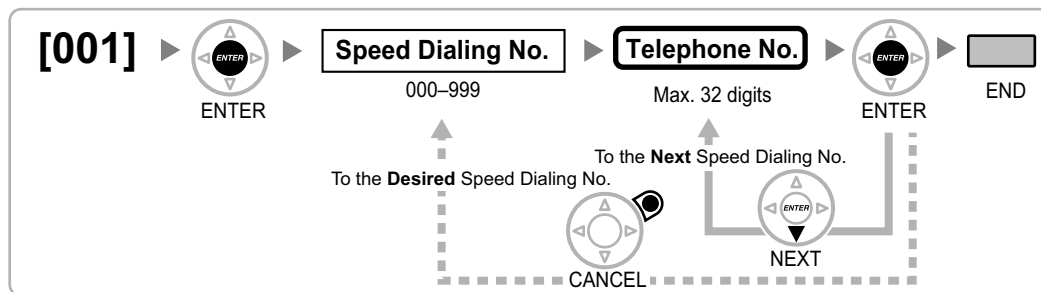 [001]
ENTER
ENTER
Speed Dialing No.
000–999
Telephone No.
Max. 32 digits
ENTER
ENTER
END
To the Next Speed Dialing No.
To the Desired Speed Dialing No.
ENTER
NEXT
CANCEL